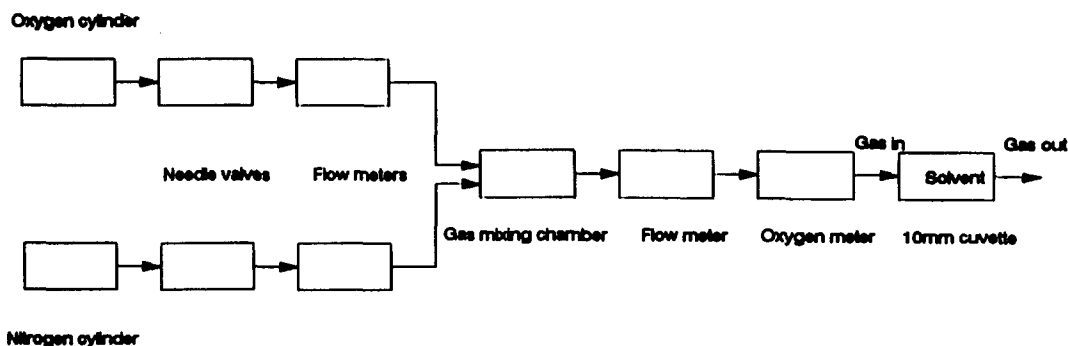 Oxygen cylinder
Needle valves
Flow meters
Gas in
Gas out
Solvent
Gas mixing chamber
Flow meter
Oxygen meter
10mm cuvette
Nitrogen cylinder